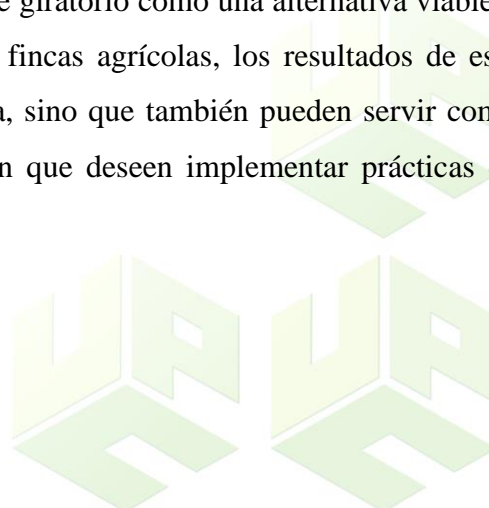 e giratorio como una alternativa viable
fincas agrícolas, los resultados de es
a, sino que también pueden servir com
n que deseen implementar prácticas